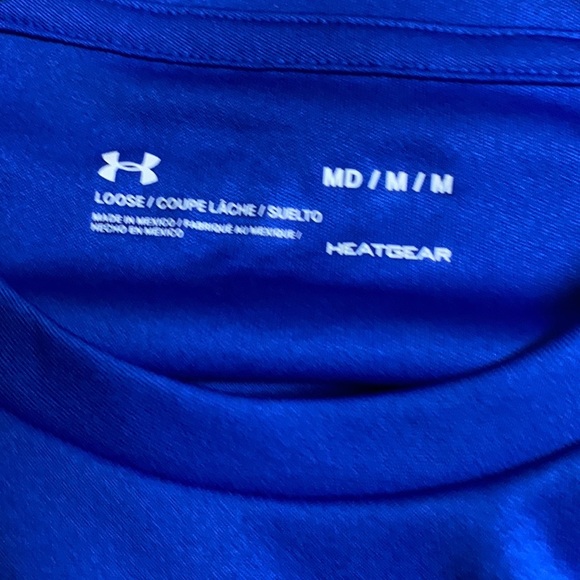 MD / M / M
LOOSE / COUPE LÂCHE / SUELTO
MADE IN MEXICO / FABRIQUÉ AU MEXIQUE /
HECHO EN MÉXICO
HEATGEAR